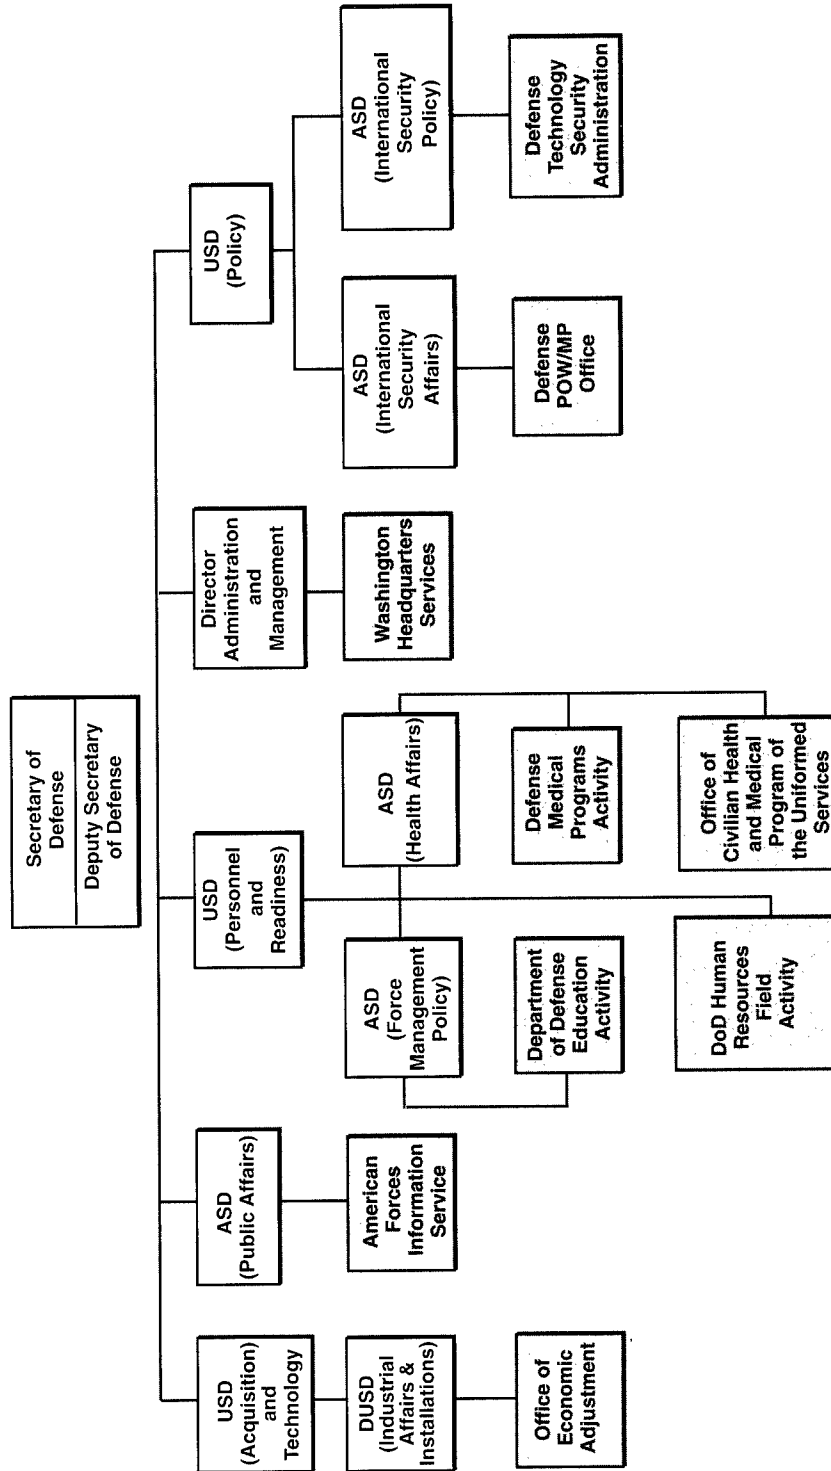 Secretary of
Defense
Deputy Secretary
of Defense
USD
(Acquisition)
and
Technology
ASD
(Public Affairs)
USD
(Personnel
and
Readiness)
Director
Administration
and
Management
USD
(Policy)
DUSD
(Industrial
Affairs &
Installations)
American
Forces
Information
Service
ASD
(Force
Management
Policy)
ASD
(Health Affairs)
Washington
Headquarters
Services
ASD
(International
Security
Affairs)
ASD
(International
Security
Policy)
Office of
Economic
Adjustment
Department
of Defense
Education
Activity
Defense
Medical
Programs
Activity
Defense
POW/MP
Office
Defense
Technology
Security
Administration
DoD Human
Resources
Field
Activity
Office of
Civilian Health
and Medical
Program of
the Uniformed
Services